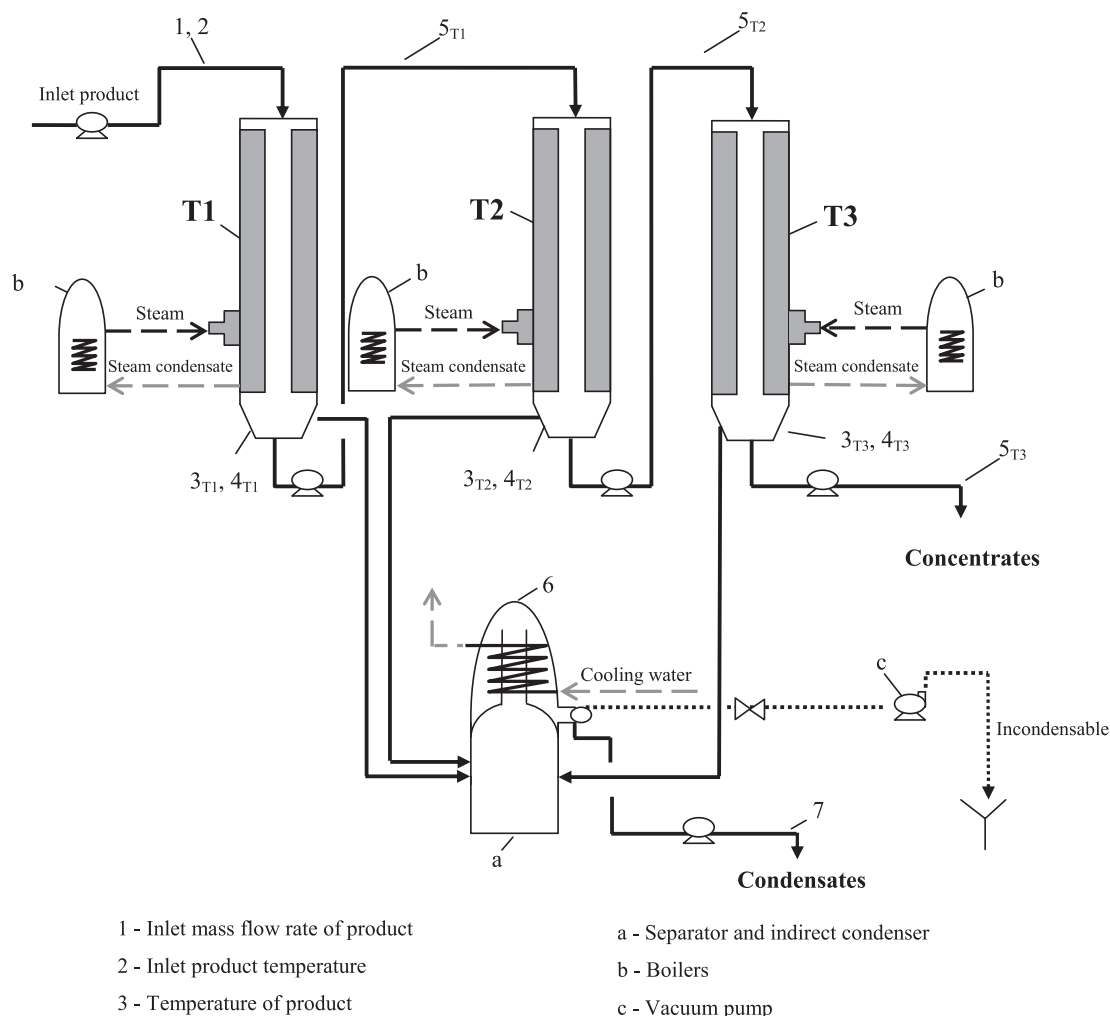 1, 2
5T1
5T2
Inlet product
T1
T2
T3
b
b
b
Steam
Steam
Steam
Steam condensate
Steam condensate
Steam condensate
3T1, 4T1
3T2, 4T2
3T3, 4T3
5T3
Concentrates
6
Cooling water
c
Incondensable
7
a
Condensates
1 - Inlet mass flow rate of product
2 - Inlet product temperature
3 - Temperature of product
a - Separator and indirect condenser
b - Boilers
c - Vacuum pump